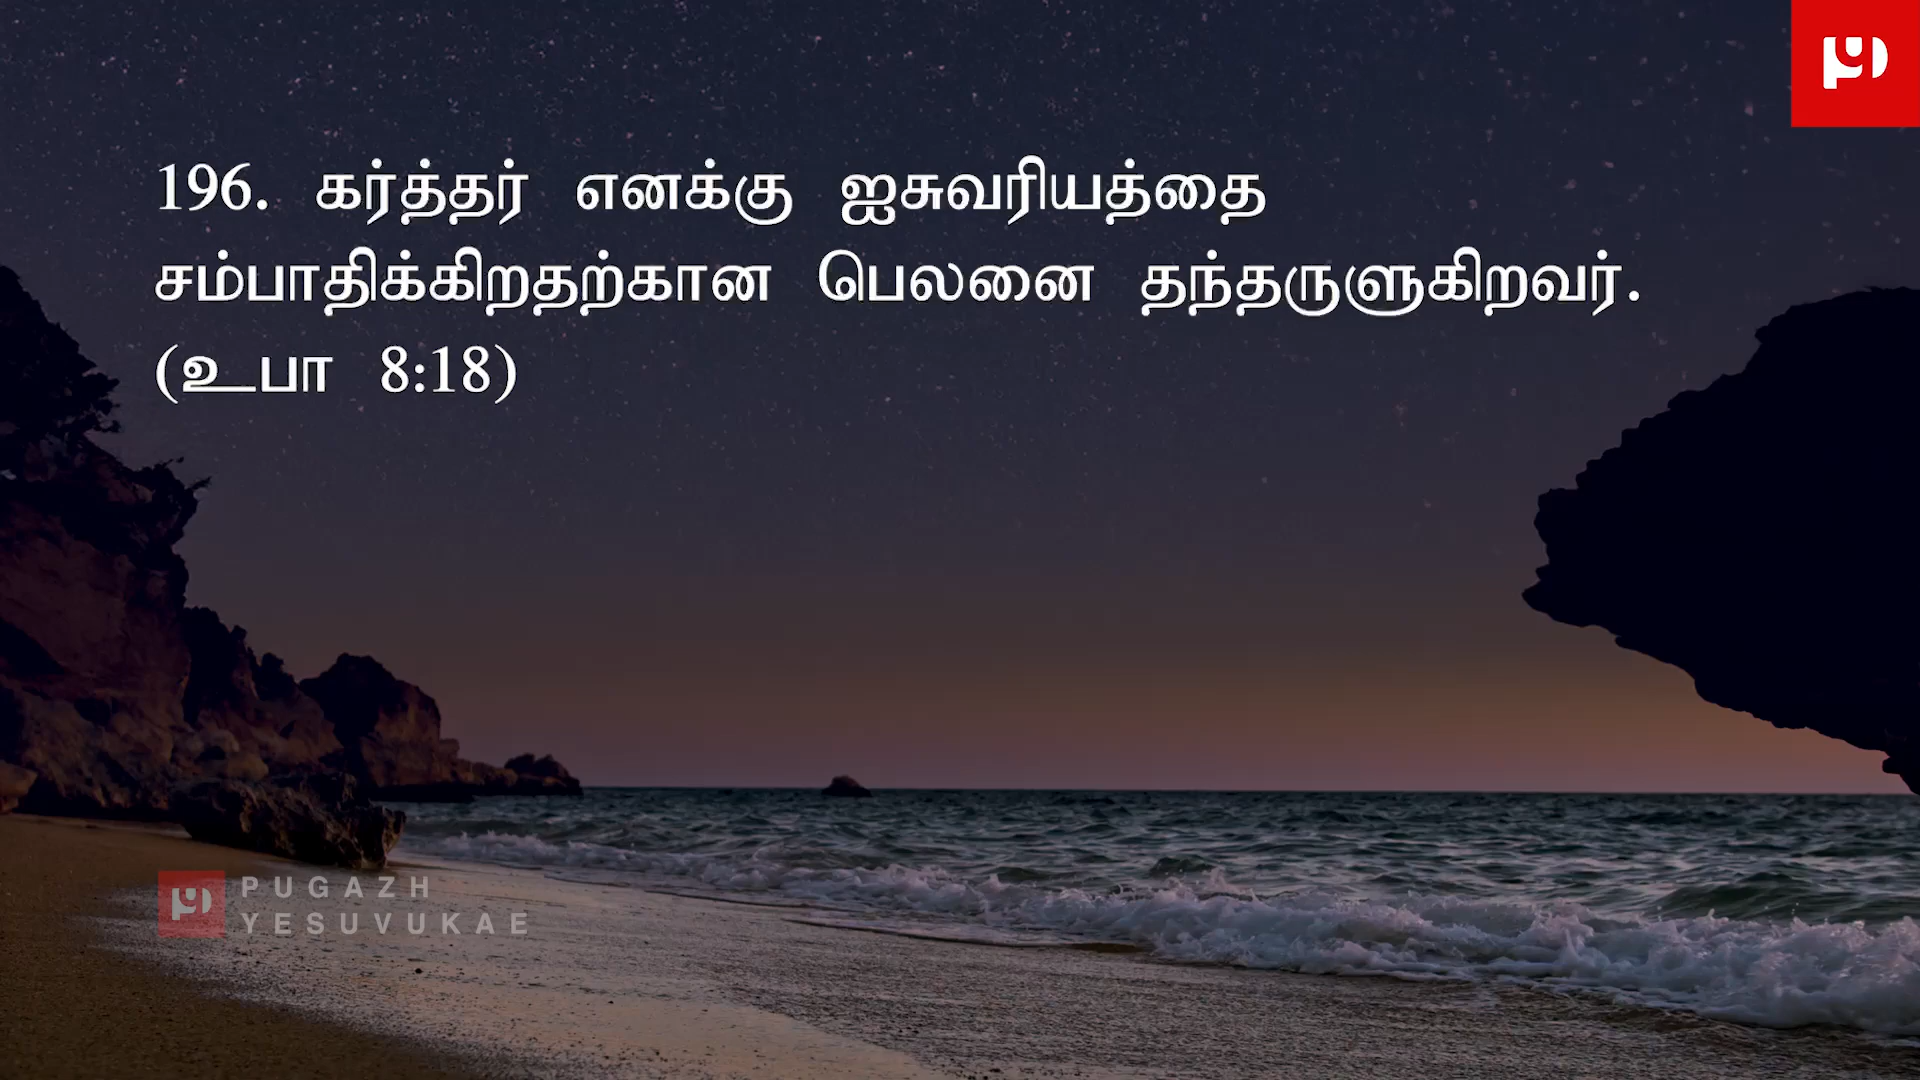 196. கர்த்தர் எனக்கு ஐசுவரியத்தை
சம்பாதிக்கிறதற்கான பெலனை தந்தருளுகிறவர்.
(உபா 8:18)
PUGAZH
YESUVUKAE